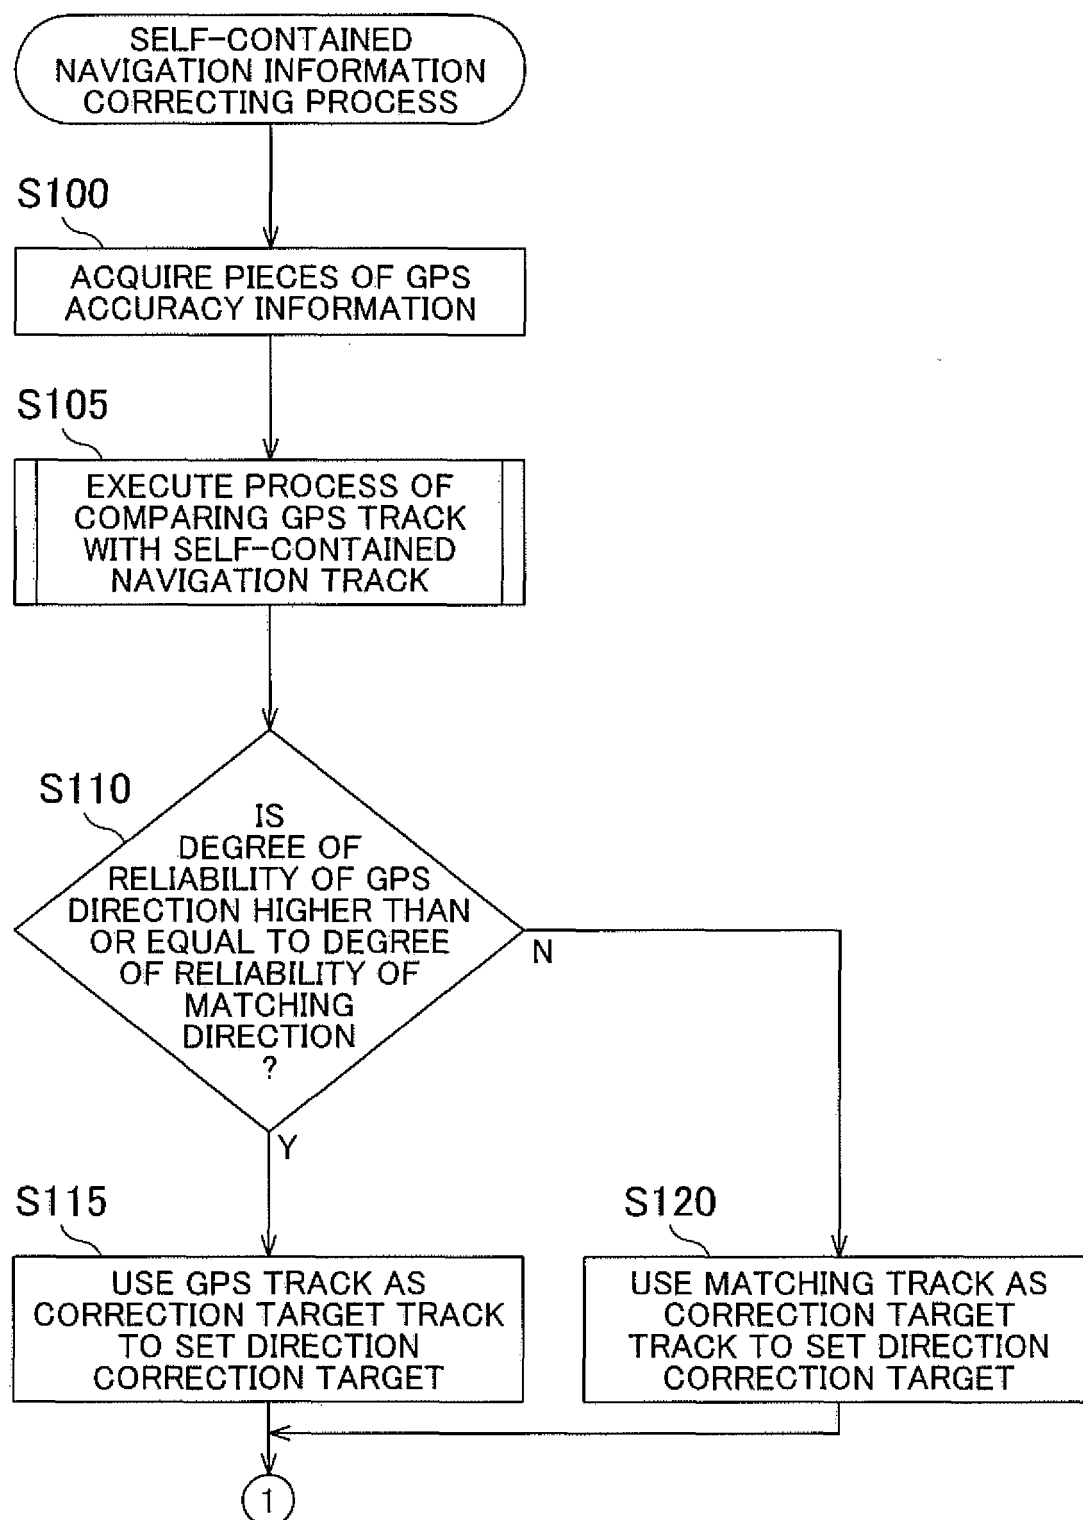 SELF-CONTAINED
NAVIGATION INFORMATION
CORRECTING PROCESS
S100
ACQUIRE PIECES OF GPS
ACCURACY INFORMATION
S105
EXECUTE PROCESS OF
COMPARING GPS TRACK
WITH SELF-CONTAINED
NAVIGATION TRACK
S110
IS
DEGREE OF
RELIABILITY OF GPS
DIRECTION HIGHER THAN
OR EQUAL TO DEGREE
OF RELIABILITY OF
MATCHING
DIRECTION
?
N
Y
S115
USE GPS TRACK AS
CORRECTION TARGET TRACK
TO SET DIRECTION
CORRECTION TARGET
S120
USE MATCHING TRACK AS
CORRECTION TARGET
TRACK TO SET DIRECTION
CORRECTION TARGET
1